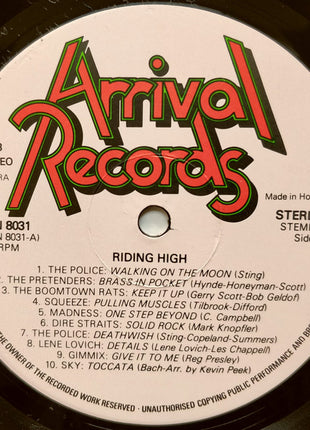 Arrival
Records
Made in Ho
STERE
STEM
Side
N 8031
N 8031-A)
RPM
RIDING HIGH
1. THE POLICE: WALKING ON THE MOON (Sting)
2. THE PRETENDERS: BRASS IN POCKET (Hynde-Honeyman-Scott)
3. THE BOOMTOWN RATS: KEEP IT UP (Gerry Scott-Bob Geldof)
4. SQUEEZE: PULLING MUSCLES (Tilbrook-Difford)
5. MADNESS: ONE STEP BEYOND (C. Campbell)
6. DIRE STRAITS: SOLID ROCK (Mark Knopfler)
7. THE POLICE: DEATHWISH (Sting-Copeland-Summers)
8. LENE LOVICH: DETAILS (Lene Lovich-Les Chappell)
9. GIMMIX: GIVE IT TO ME (Reg Presley)
10. SKY: TOCCATA (Bach-Arr. by Kevin Peek)
THE OWNER OF THE RECORDED WORK RESERVED - UNAUTHORISED COPYING PUBLIC PERFORMANCE AND BR